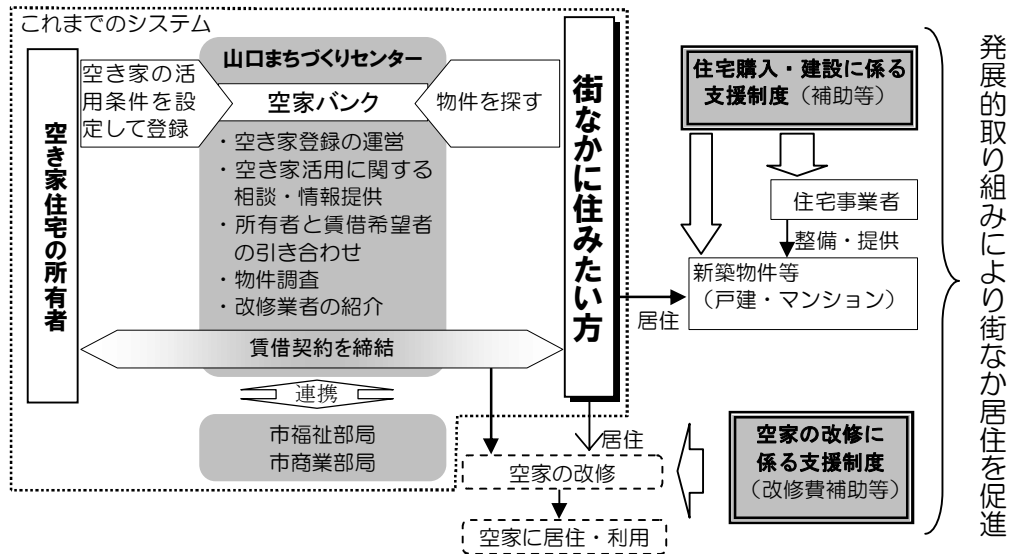 これまでのシステム
空き家住宅の所有者
空き家の活
用条件を設
定して登録
山口まちづくりセンター
空家バンク
・空き家登録の運営
・空き家活用に関する
相談・情報提供
・所有者と賃借希望者
の引き合わせ
・物件調査
・改修業者の紹介
物件を探す
賃借契約を締結
連携
市福祉部局
市商業部局
街なかに住みたい方
居住
空家の改修
空家に居住・利用
住宅購入・建設に係る
支援制度（補助等）
住宅事業者
整備・提供
新築物件等
（戸建・マンション）
居住
空家の改修に
係る支援制度
（改修費補助等）
発展的取り組みにより街なか居住を促進